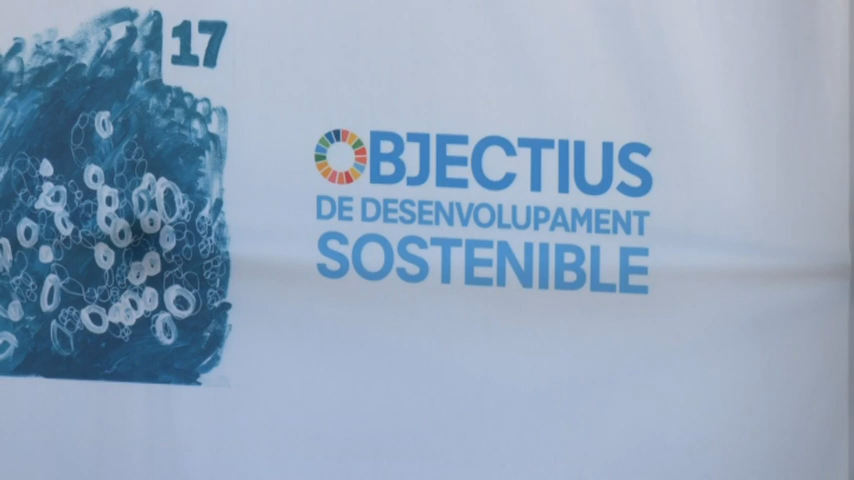 17
OBJECTIUS
DE DESENVOLUPAMENT
SOSTENIBLE